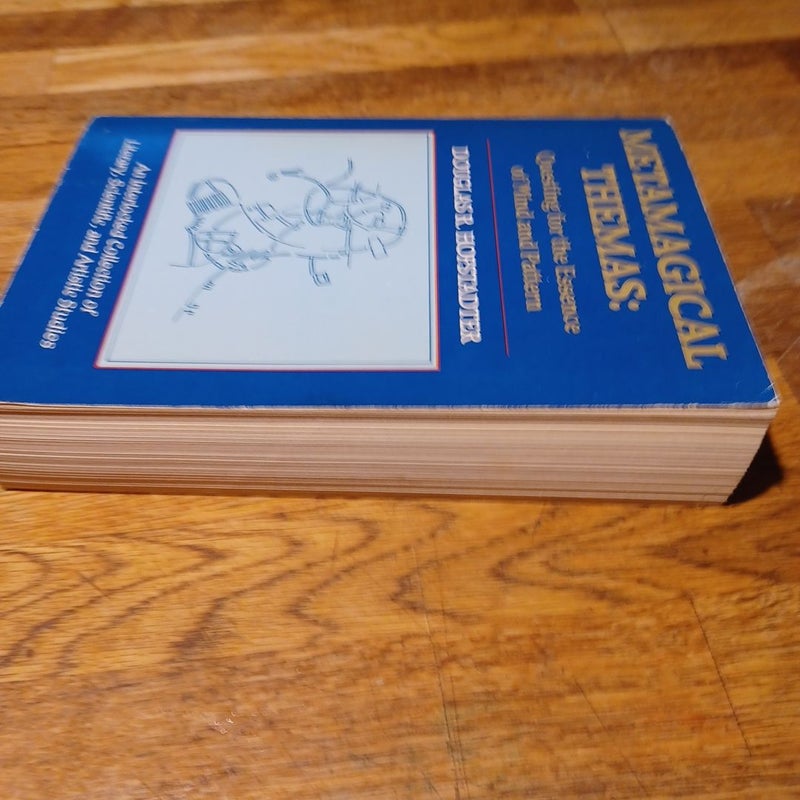 METAMAGICAL
THEMAS:
Questing for the Essence
of Mind and Pattern
DOUGLAS R. HOFSTADTER
An Interlocked Collection of
Literary, Scientific, and Artistic Studies